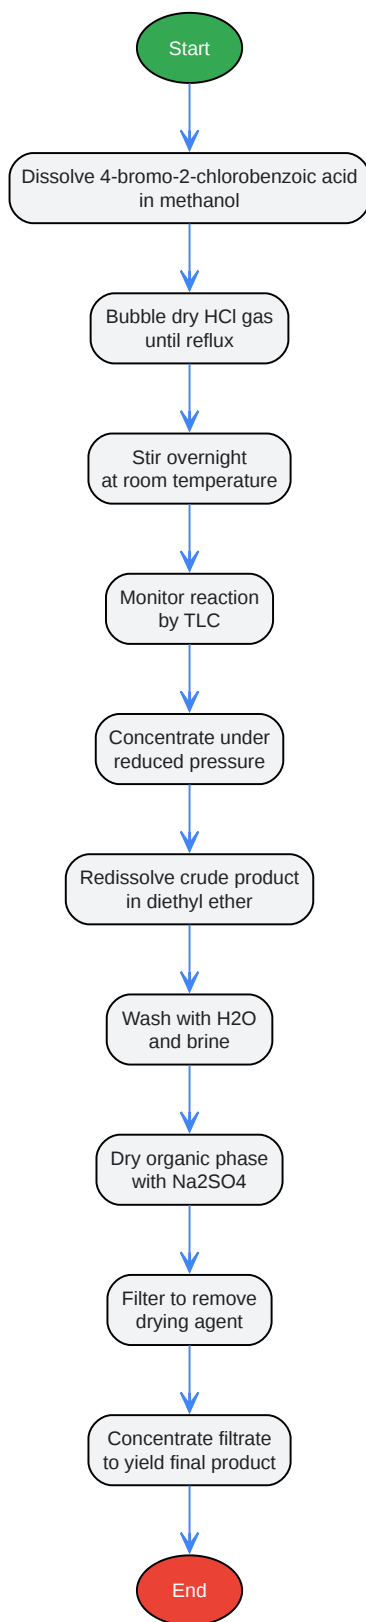 Start
Dissolve 4-bromo-2-chlorobenzoic acid
in methanol
Bubble dry HCl gas
until reflux
Stir overnight
at room temperature
Monitor reaction
by TLC
Concentrate under
reduced pressure
Redissolve crude product
in diethyl ether
Wash with H2O
and brine
Dry organic phase
with Na2SO4
Filter to remove
drying agent
Concentrate filtrate
to yield final product
End